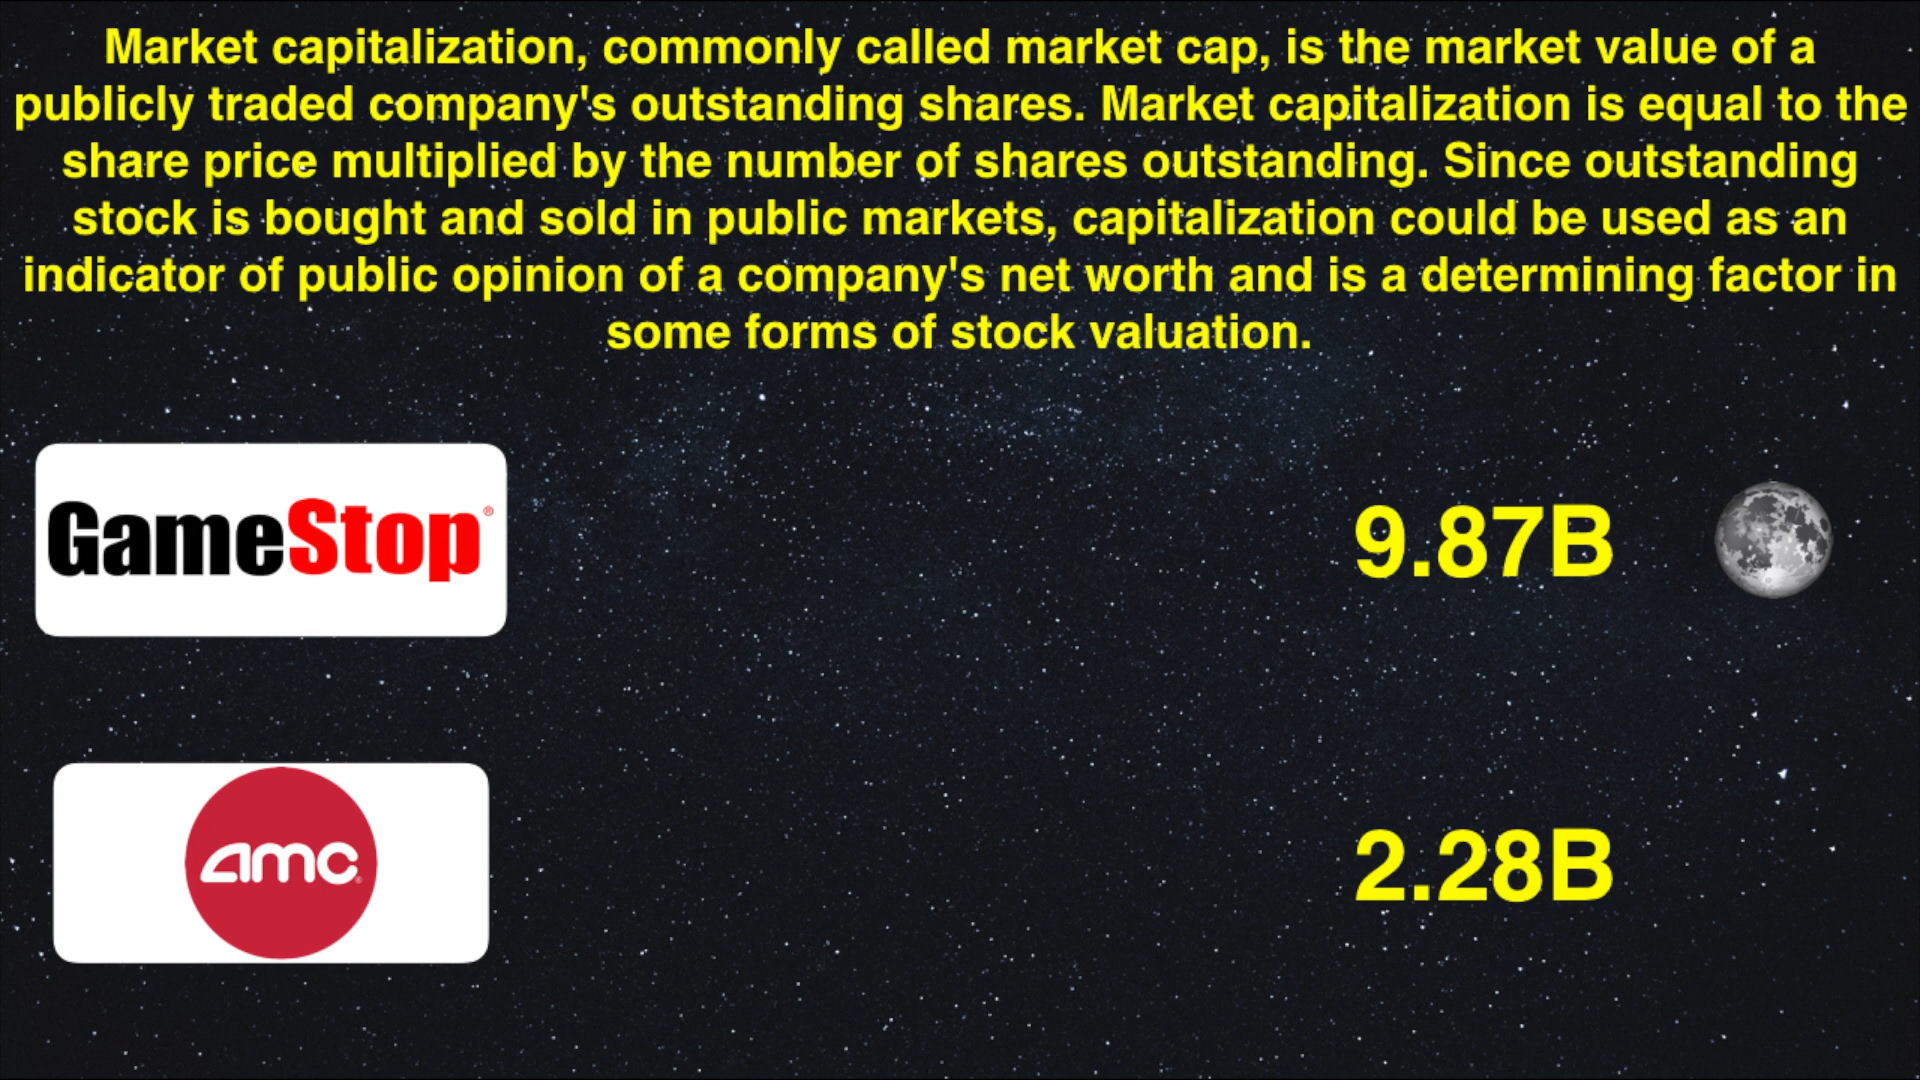 Market capitalization, commonly called market cap, is the market value of a
publicly traded company's outstanding shares. Market capitalization is equal to the
share price multiplied by the number of shares outstanding. Since outstanding
stock is bought and sold in public markets, capitalization could be used as an
indicator of public opinion of a company's net worth and is a determining factor in
some forms of stock valuation.
GameStop®
9.87B
amc®
2.28B